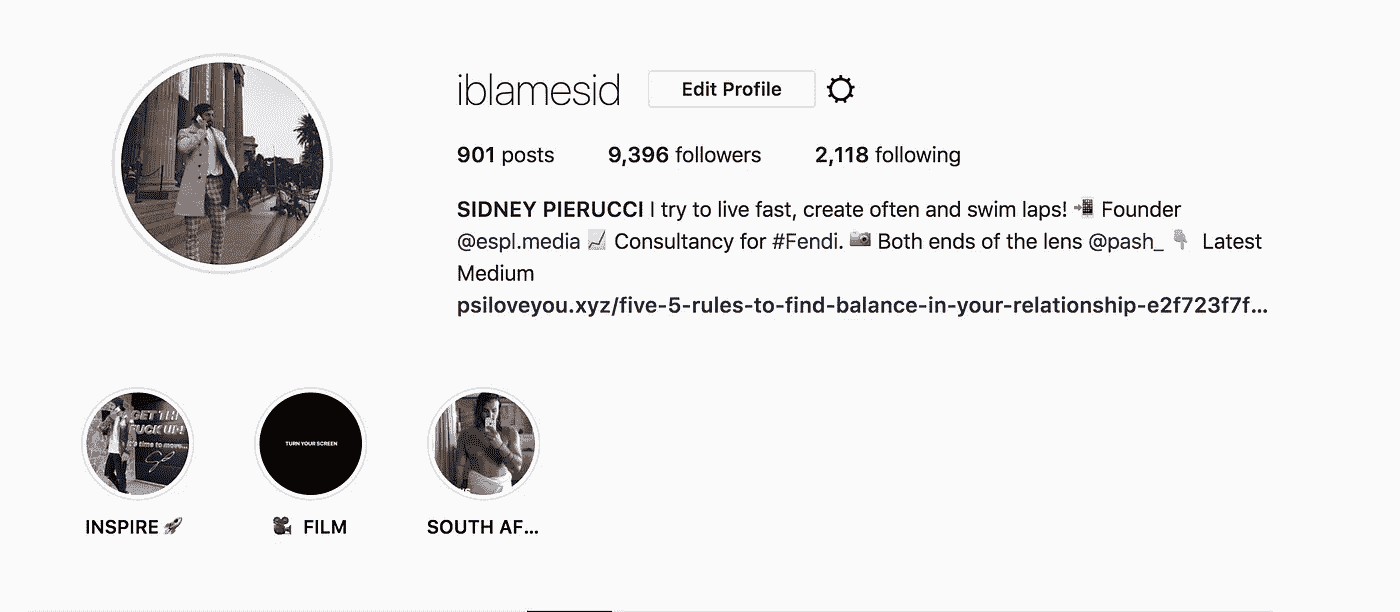 iblamesid Edit Profile
901 posts 9,396 followers 2,118 following
SIDNEY PIERUCCI I try to live fast, create often and swim laps! 📲 Founder
@espl.media 📈 Consultancy for #Fendi. 📷 Both ends of the lens @pash_ 👇 Latest
Medium
psiloveyou.xyz/five-5-rules-to-find-balance-in-your-relationship-e2f723f7f...
GET TH
FUCK UP!
It's time to move...
TURN YOUR SCREEN
INSPIRE 🚀 🎥 FILM SOUTH AF...